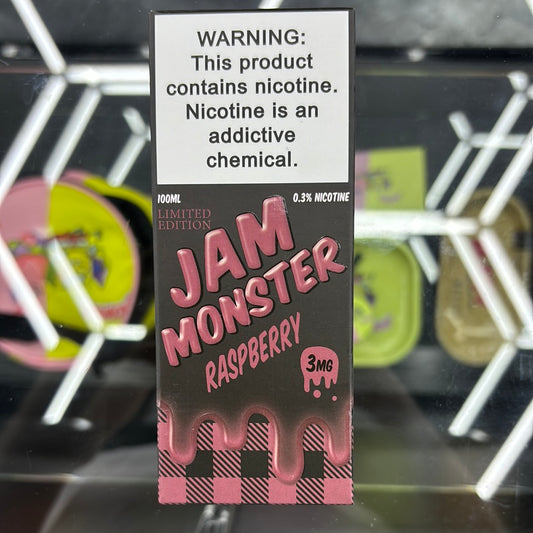 WARNING:
This product
contains nicotine.
Nicotine is an
addictive
chemical.
100ML
0.3% NICOTINE
LIMITED
EDITION
JAM
MONSTER
RASPBERRY
3MG